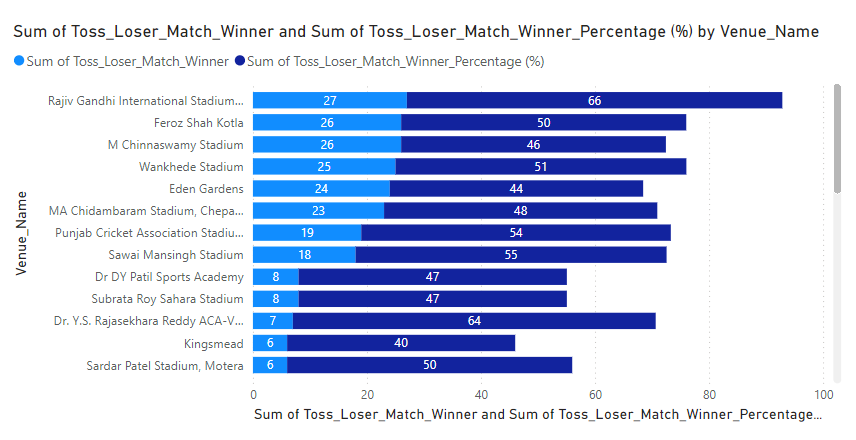 Sum of Toss_Loser_Match_Winner and Sum of Toss_Loser_Match_Winner_Percentage (%) by Venue_Name
Sum of Toss_Loser_Match_Winner Sum of Toss_Loser_Match_Winner_Percentage (%)
Venue_Name
Rajiv Gandhi International Stadium... 27 66
Feroz Shah Kotla 26 50
M Chinnaswamy Stadium 26 46
Wankhede Stadium 25 51
Eden Gardens 24 44
MA Chidambaram Stadium, Chepa... 23 48
Punjab Cricket Association Stadiu... 19 54
Sawai Mansingh Stadium 18 55
Dr DY Patil Sports Academy 8 47
Subrata Roy Sahara Stadium 8 47
Dr. Y.S. Rajasekhara Reddy ACA-V... 7 64
Kingsmead 6 40
Sardar Patel Stadium, Motera 6 50
0 20 40 60 80 100
Sum of Toss_Loser_Match_Winner and Sum of Toss_Loser_Match_Winner_Percentage...